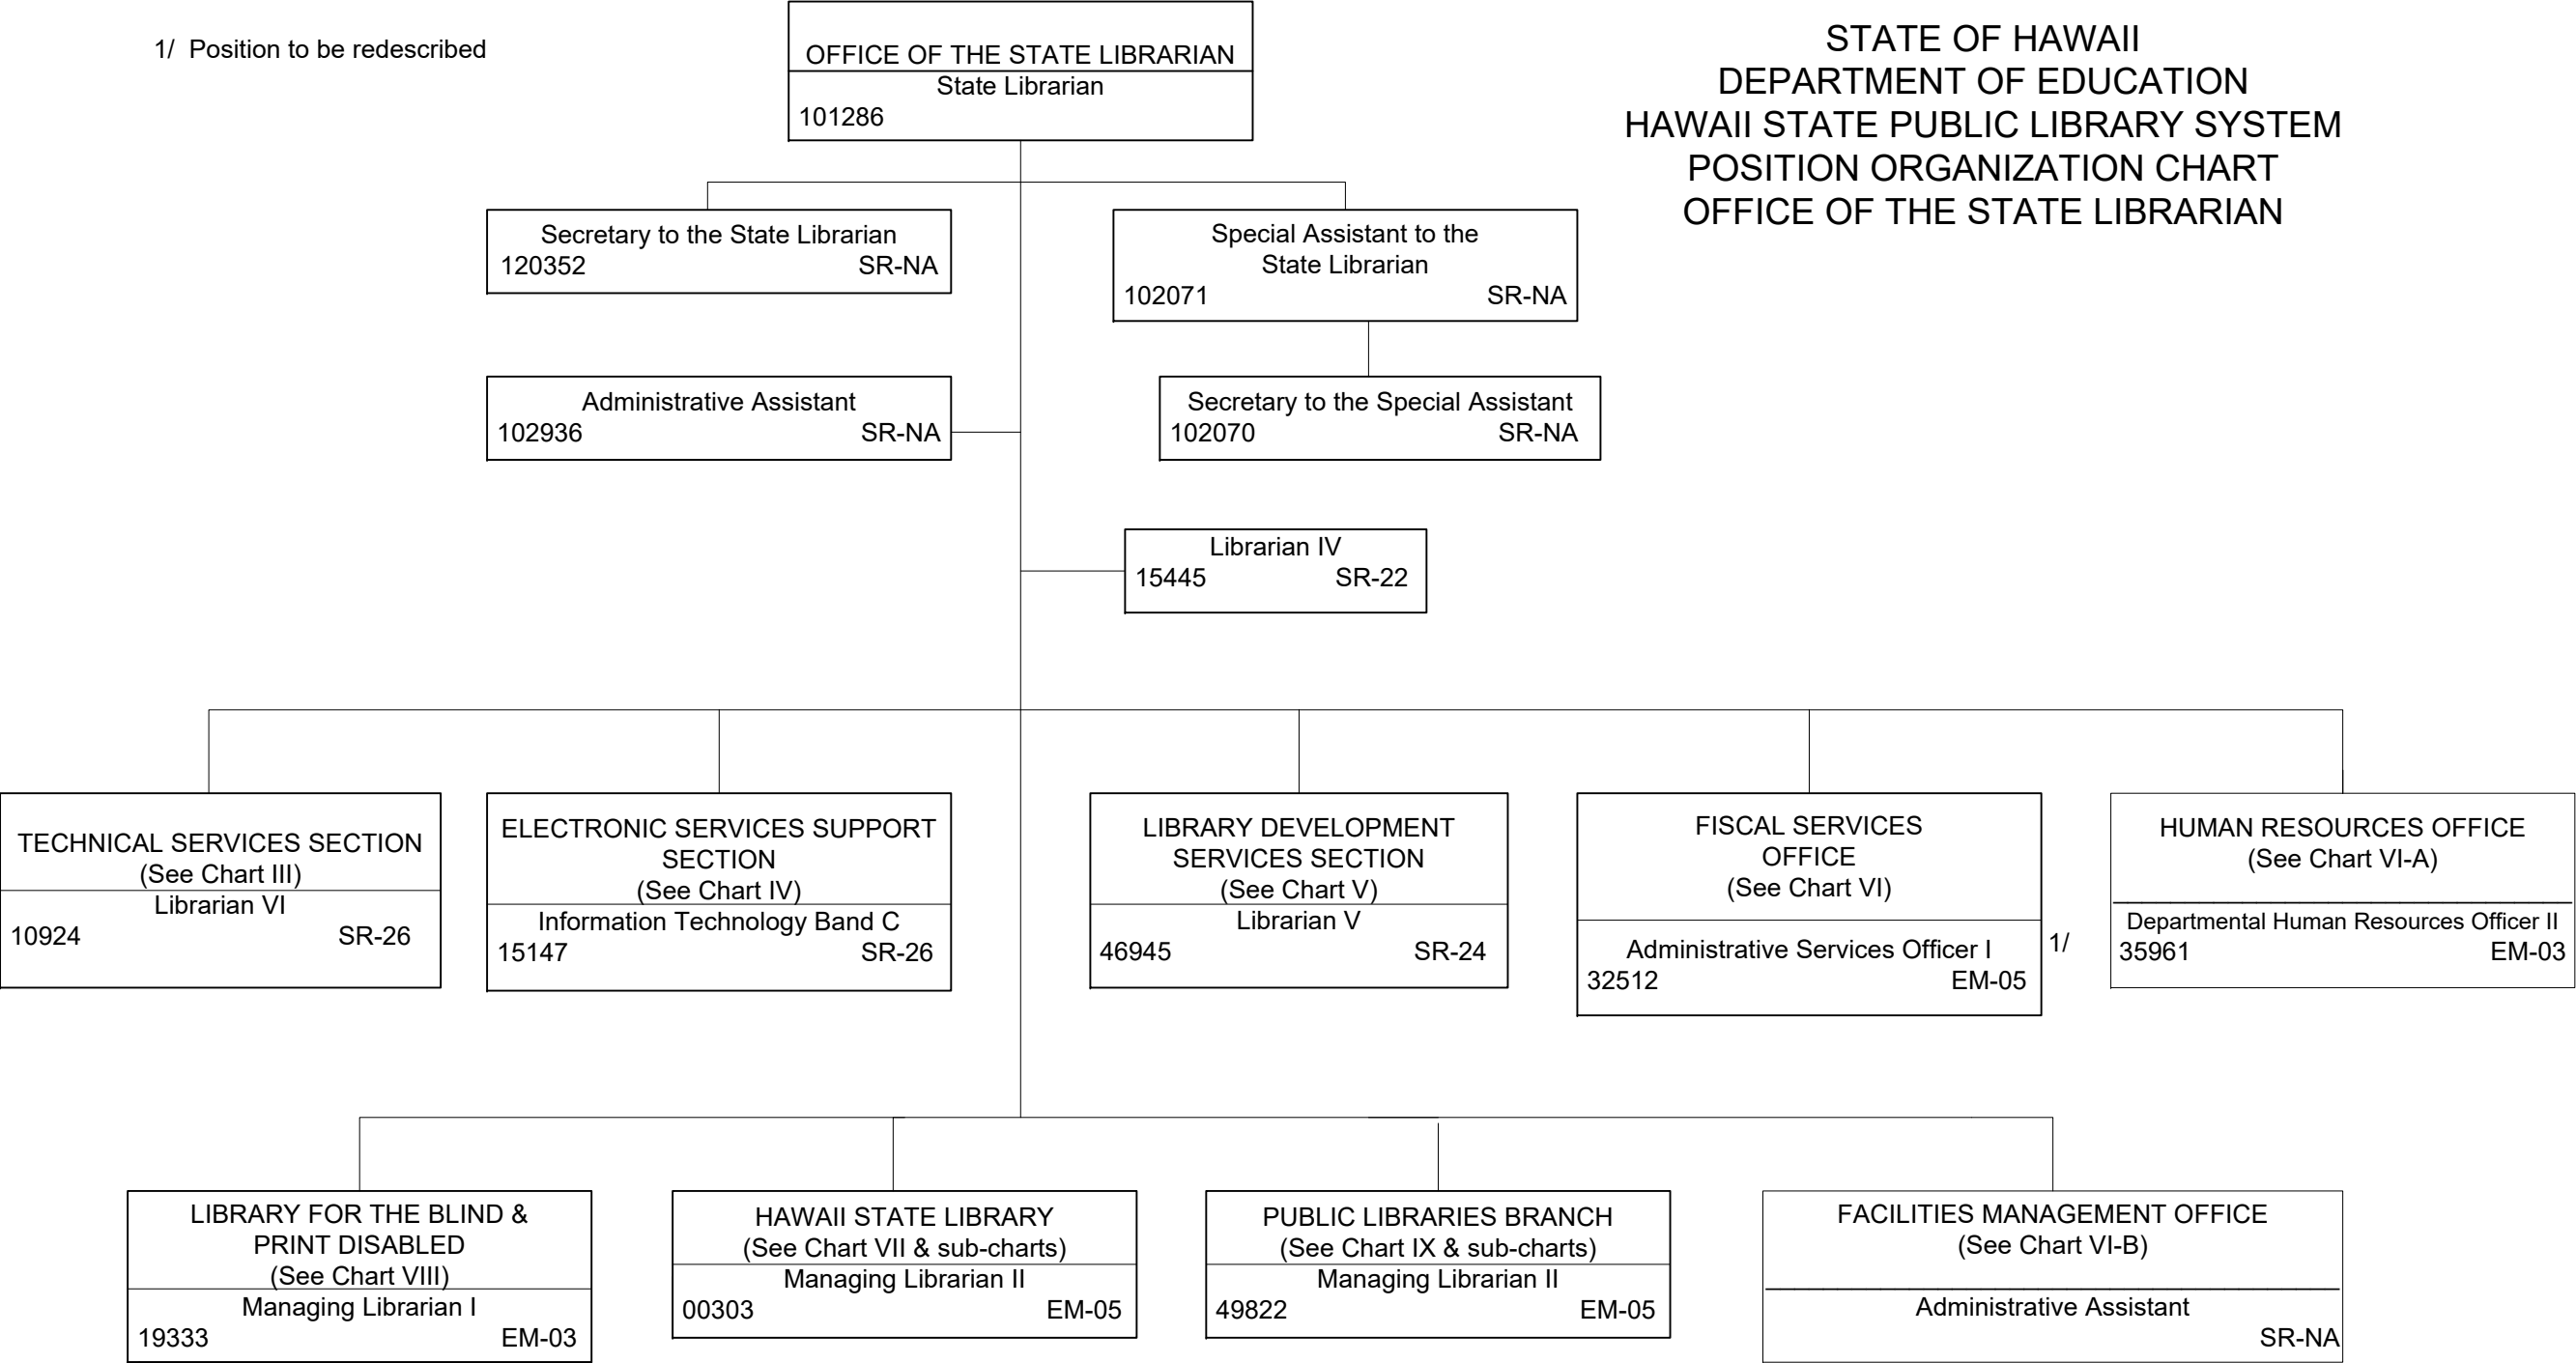 1/ Position to be redescribed
STATE OF HAWAII
DEPARTMENT OF EDUCATION
HAWAII STATE PUBLIC LIBRARY SYSTEM
POSITION ORGANIZATION CHART
OFFICE OF THE STATE LIBRARIAN
OFFICE OF THE STATE LIBRARIAN
State Librarian
101286
Secretary to the State Librarian
120352 SR-NA
Special Assistant to the
State Librarian
102071 SR-NA
Administrative Assistant
102936 SR-NA
Secretary to the Special Assistant
102070 SR-NA
Librarian IV
15445 SR-22
TECHNICAL SERVICES SECTION
(See Chart III)
Librarian VI
10924 SR-26
ELECTRONIC SERVICES SUPPORT
SECTION
(See Chart IV)
Information Technology Band C
15147 SR-26
LIBRARY DEVELOPMENT
SERVICES SECTION
(See Chart V)
Librarian V
46945 SR-24
FISCAL SERVICES
OFFICE
(See Chart VI)
Administrative Services Officer I
32512 EM-05
1/
HUMAN RESOURCES OFFICE
(See Chart VI-A)
Departmental Human Resources Officer II
35961 EM-03
LIBRARY FOR THE BLIND &
PRINT DISABLED
(See Chart VIII)
Managing Librarian I
19333 EM-03
HAWAII STATE LIBRARY
(See Chart VII & sub-charts)
Managing Librarian II
00303 EM-05
PUBLIC LIBRARIES BRANCH
(See Chart IX & sub-charts)
Managing Librarian II
49822 EM-05
FACILITIES MANAGEMENT OFFICE
(See Chart VI-B)
Administrative Assistant
SR-NA